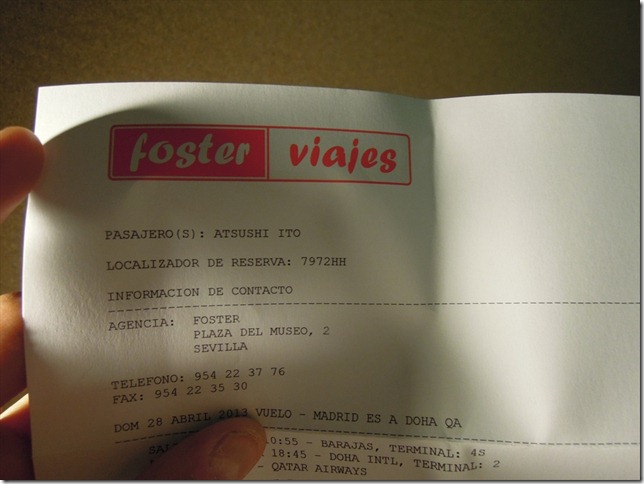 foster viajes
PASAJERO(S): ATSUSHI ITO
LOCALIZADOR DE RESERVA: 7972HH
INFORMACION DE CONTACTO
AGENCIA: FOSTER
PLAZA DEL MUSEO, 2
SEVILLA
TELEFONO: 954 22 37 76
FAX: 954 22 35 30
DOM 28 ABRIL 2013 VUELO - MADRID ES A DOHA QA
10:55 - BARAJAS, TERMINAL: 4S
18:45 - DOHA INTL, TERMINAL: 2
- QATAR AIRWAYS